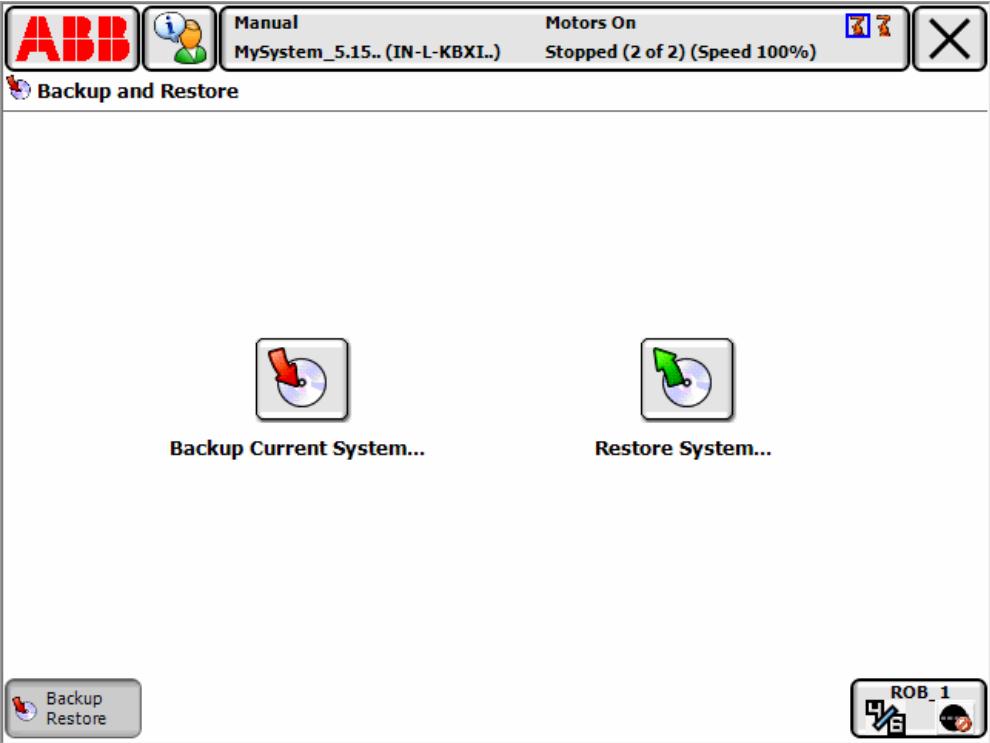 ABB
Manual
Motors On
MySystem_5.15.. (IN-L-KBXI..)
Stopped (2 of 2) (Speed 100%)
Backup and Restore
Backup Current System...
Restore System...
Backup
Restore
ROB_1